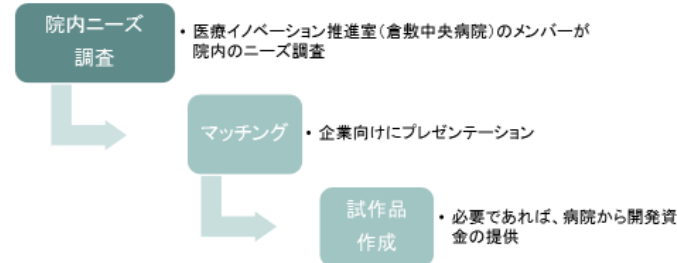 院内ニーズ
調査
・医療イノベーション推進室（倉敷中央病院）のメンバーが
院内のニーズ調査
マッチング
・企業向けにプレゼンテーション
試作品
作成
・必要であれば、病院から開発資
金の提供